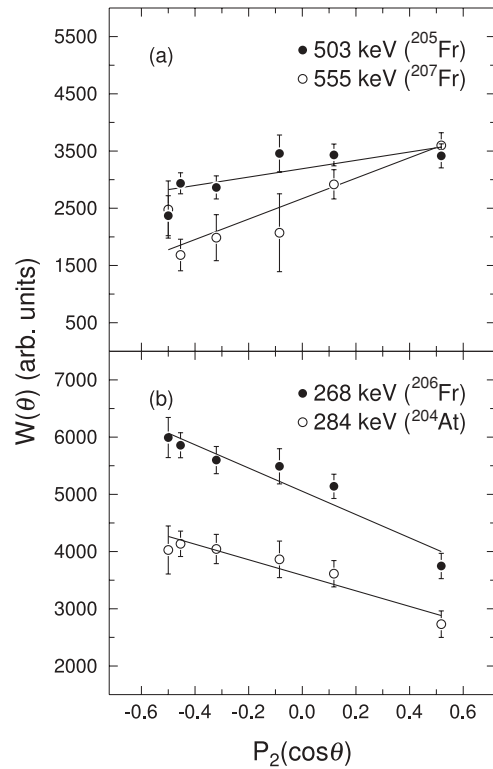 5500
(a)
503 keV (²⁰⁵Fr)
555 keV (²⁰⁷Fr)
4500
3500
2500
1500
500
W(θ) (arb. units)
7000
(b)
268 keV (²⁰⁶Fr)
284 keV (²⁰⁴At)
6000
5000
4000
3000
2000
-0.6 -0.4 -0.2 0.0 0.2 0.4 0.6
P₂(cosθ)